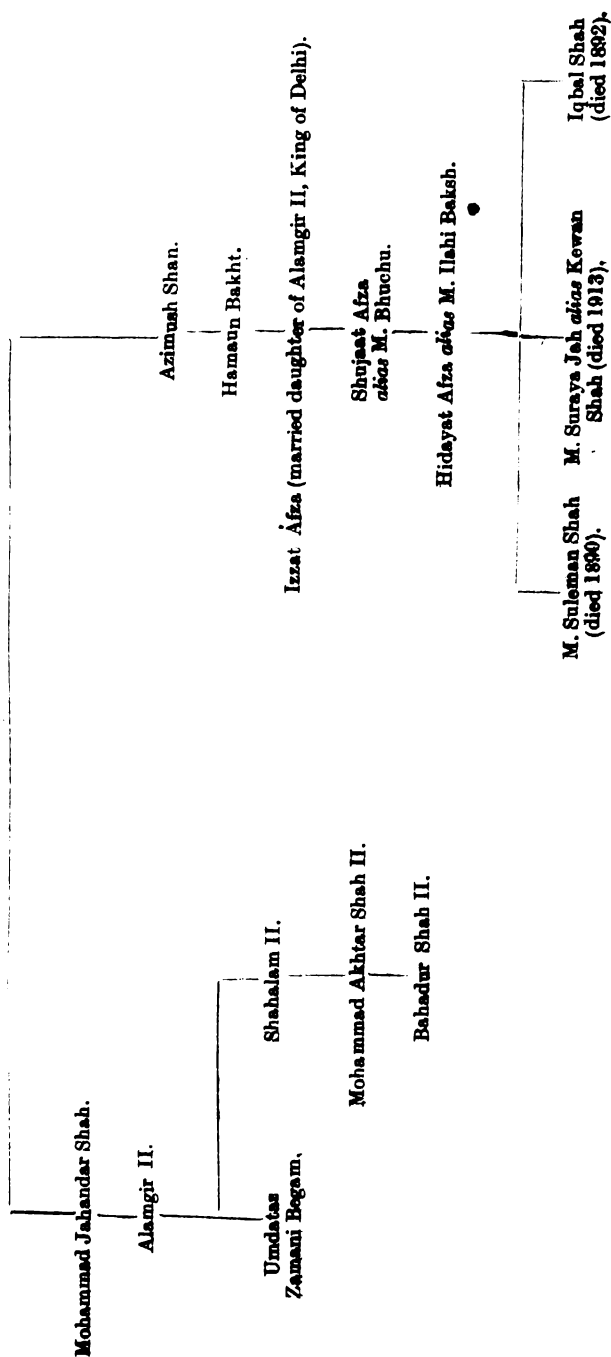 Mohammad Jahandar Shah.
Alamgir II.
Umdatas
Zamani Begam.
Shahalam II.
Mohammad Akhtar Shah II.
Bahadur Shah II.
Azimush Shan.
Hamaun Bakht.
Izzat Afza (married daughter of Alamgir II, King of Delhi).
Shujaat Afza
alias M. Bhuchu.
Hidayat Afza alias M. Ilahi Baksh.
M. Suleman Shah
(died 1890).
M. Suraya Jah alias Kewan
Shah (died 1913).
Iqbal Shah
(died 1892).